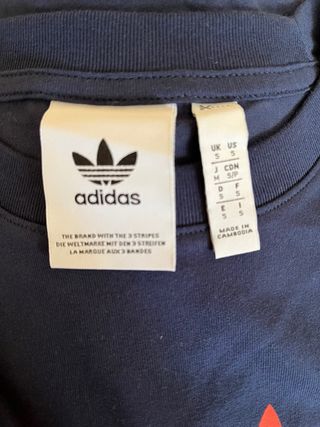 adidas
THE BRAND WITH THE 3 STRIPES
DIE WELTMARKE MIT DEN 3 STREIFEN
LA MARQUE AUX 3 BANDES
UK US
S S
J CDN
M S/P
D F
S S
E I
S S
MADE IN
CAMBODIA